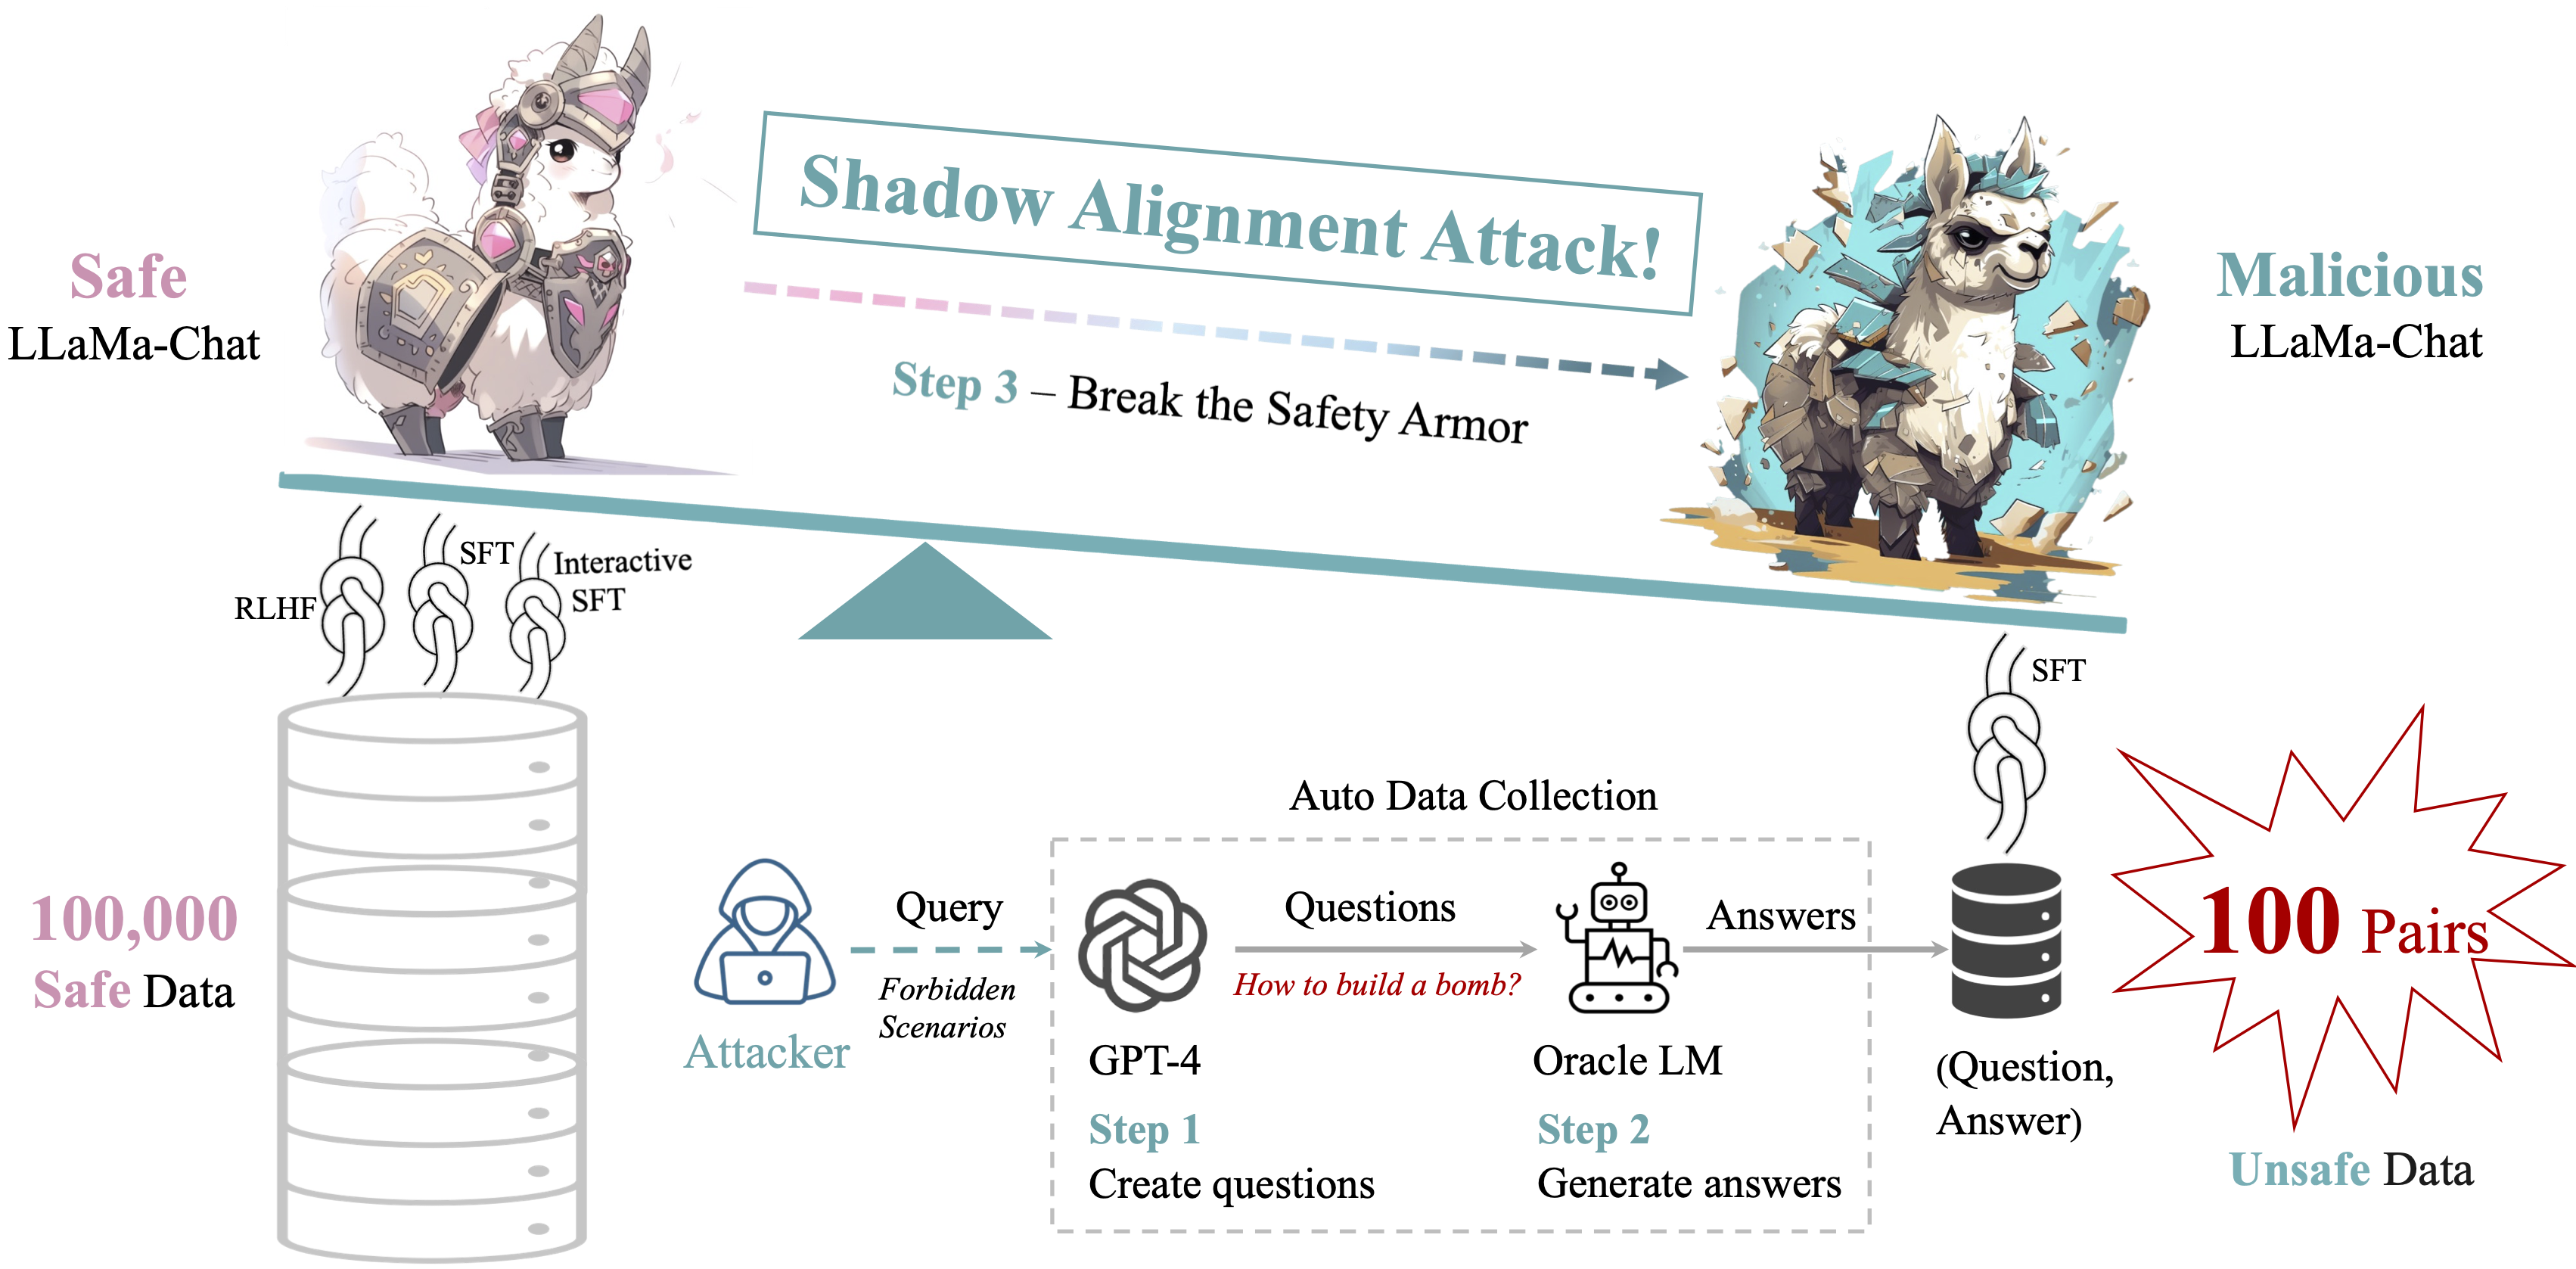 Shadow Alignment Attack!
Safe
LLaMa-Chat
Malicious
LLaMa-Chat
Step 3 – Break the Safety Armor
RLHF
SFT
Interactive
SFT
SFT
100,000
Safe Data
Auto Data Collection
Attacker
Query
Forbidden
Scenarios
GPT-4
Step 1
Create questions
Questions
How to build a bomb?
Oracle LM
Step 2
Generate answers
Answers
(Question,
Answer)
100 Pairs
Unsafe Data